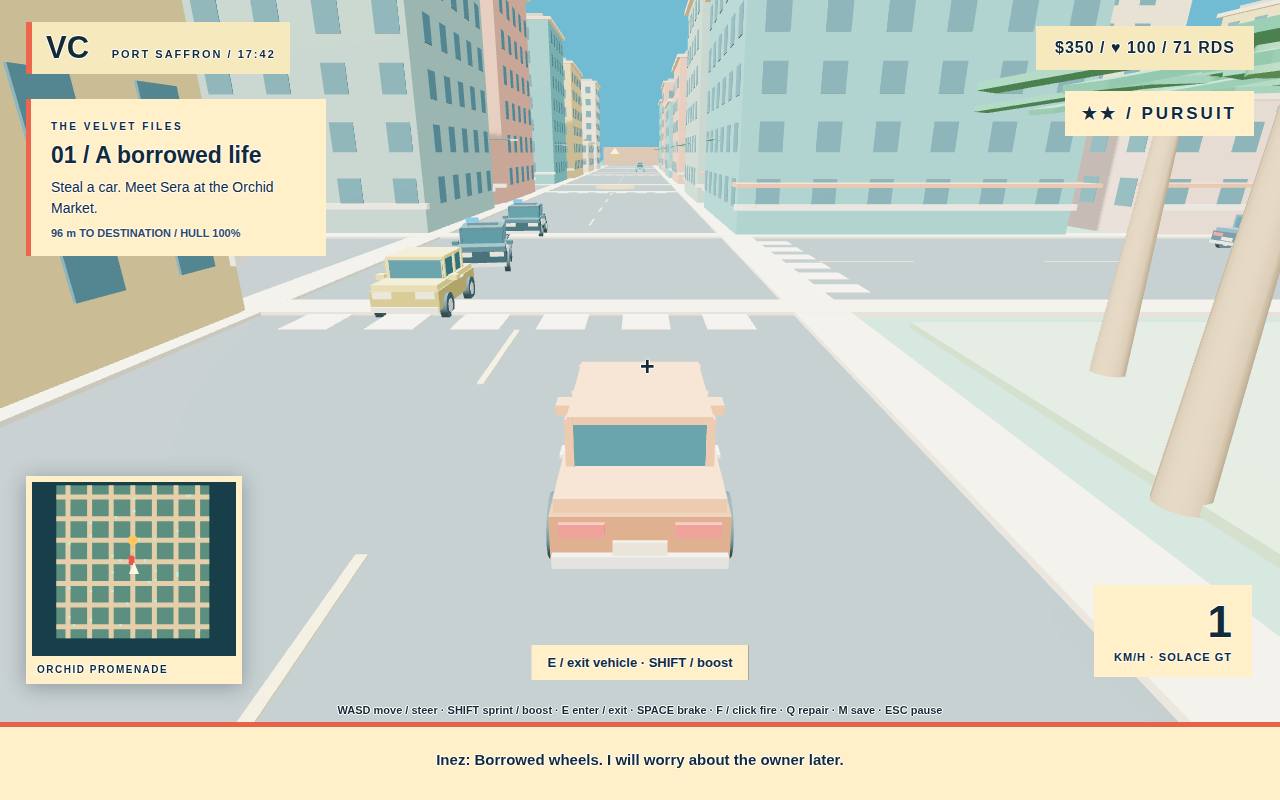 VC PORT SAFFRON / 17:42
$350 / ♥ 100 / 71 RDS
★★ / PURSUIT
THE VELVET FILES
01 / A borrowed life
Steal a car. Meet Sera at the Orchid
Market.
96 m TO DESTINATION / HULL 100%
+
ORCHID PROMENADE
1
KM/H · SOLACE GT
E / exit vehicle · SHIFT / boost
WASD move / steer · SHIFT sprint / boost · E enter / exit · SPACE brake · F / click fire · Q repair · M save · ESC pause
Inez: Borrowed wheels. I will worry about the owner later.